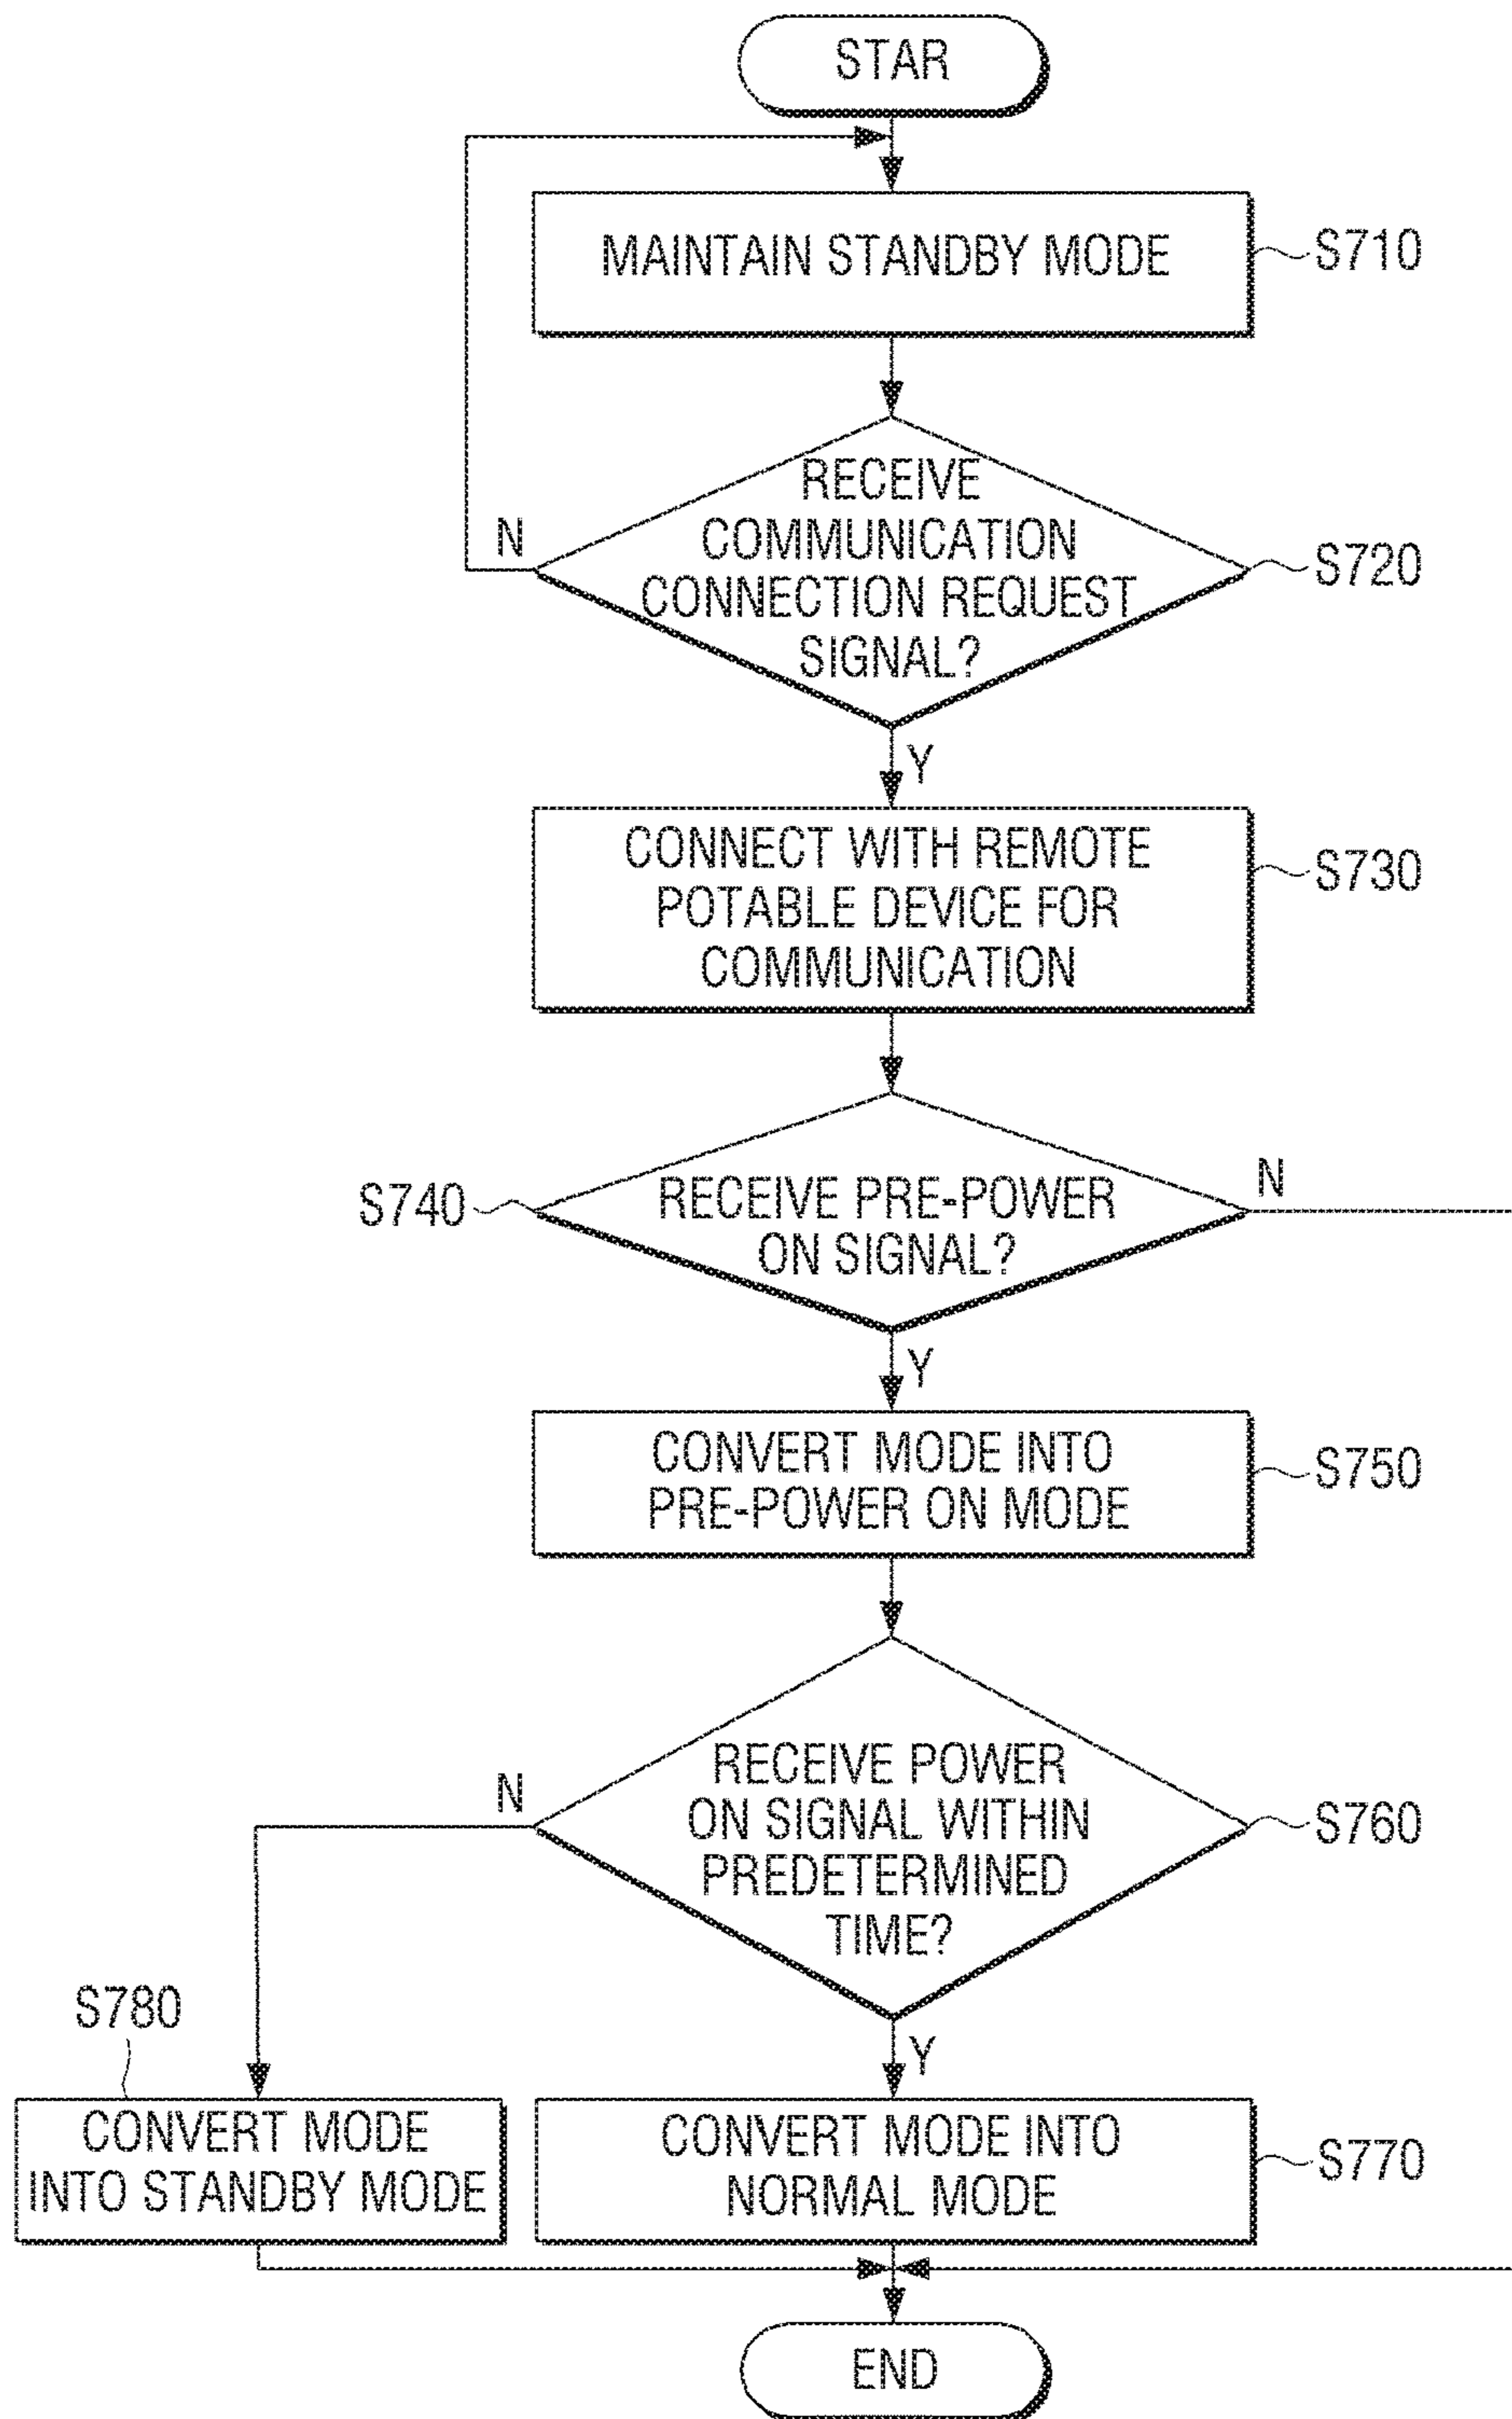 STAR
MAINTAIN STANDBY MODE
S710
RECEIVE
COMMUNICATION
CONNECTION REQUEST
SIGNAL?
N
S720
Y
CONNECT WITH REMOTE
POTABLE DEVICE FOR
COMMUNICATION
S730
S740
RECEIVE PRE-POWER
ON SIGNAL?
N
Y
CONVERT MODE INTO
PRE-POWER ON MODE
S750
RECEIVE POWER
ON SIGNAL WITHIN
PREDETERMINED
TIME?
N
S760
Y
S780
CONVERT MODE
INTO STANDBY MODE
CONVERT MODE INTO
NORMAL MODE
S770
END